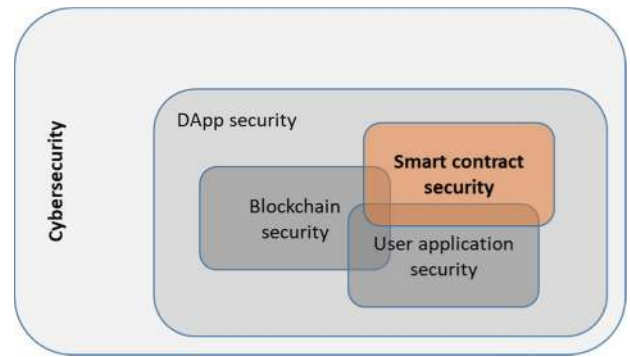 Cybersecurity
DApp security
Smart contract
security
Blockchain
security
User application
security